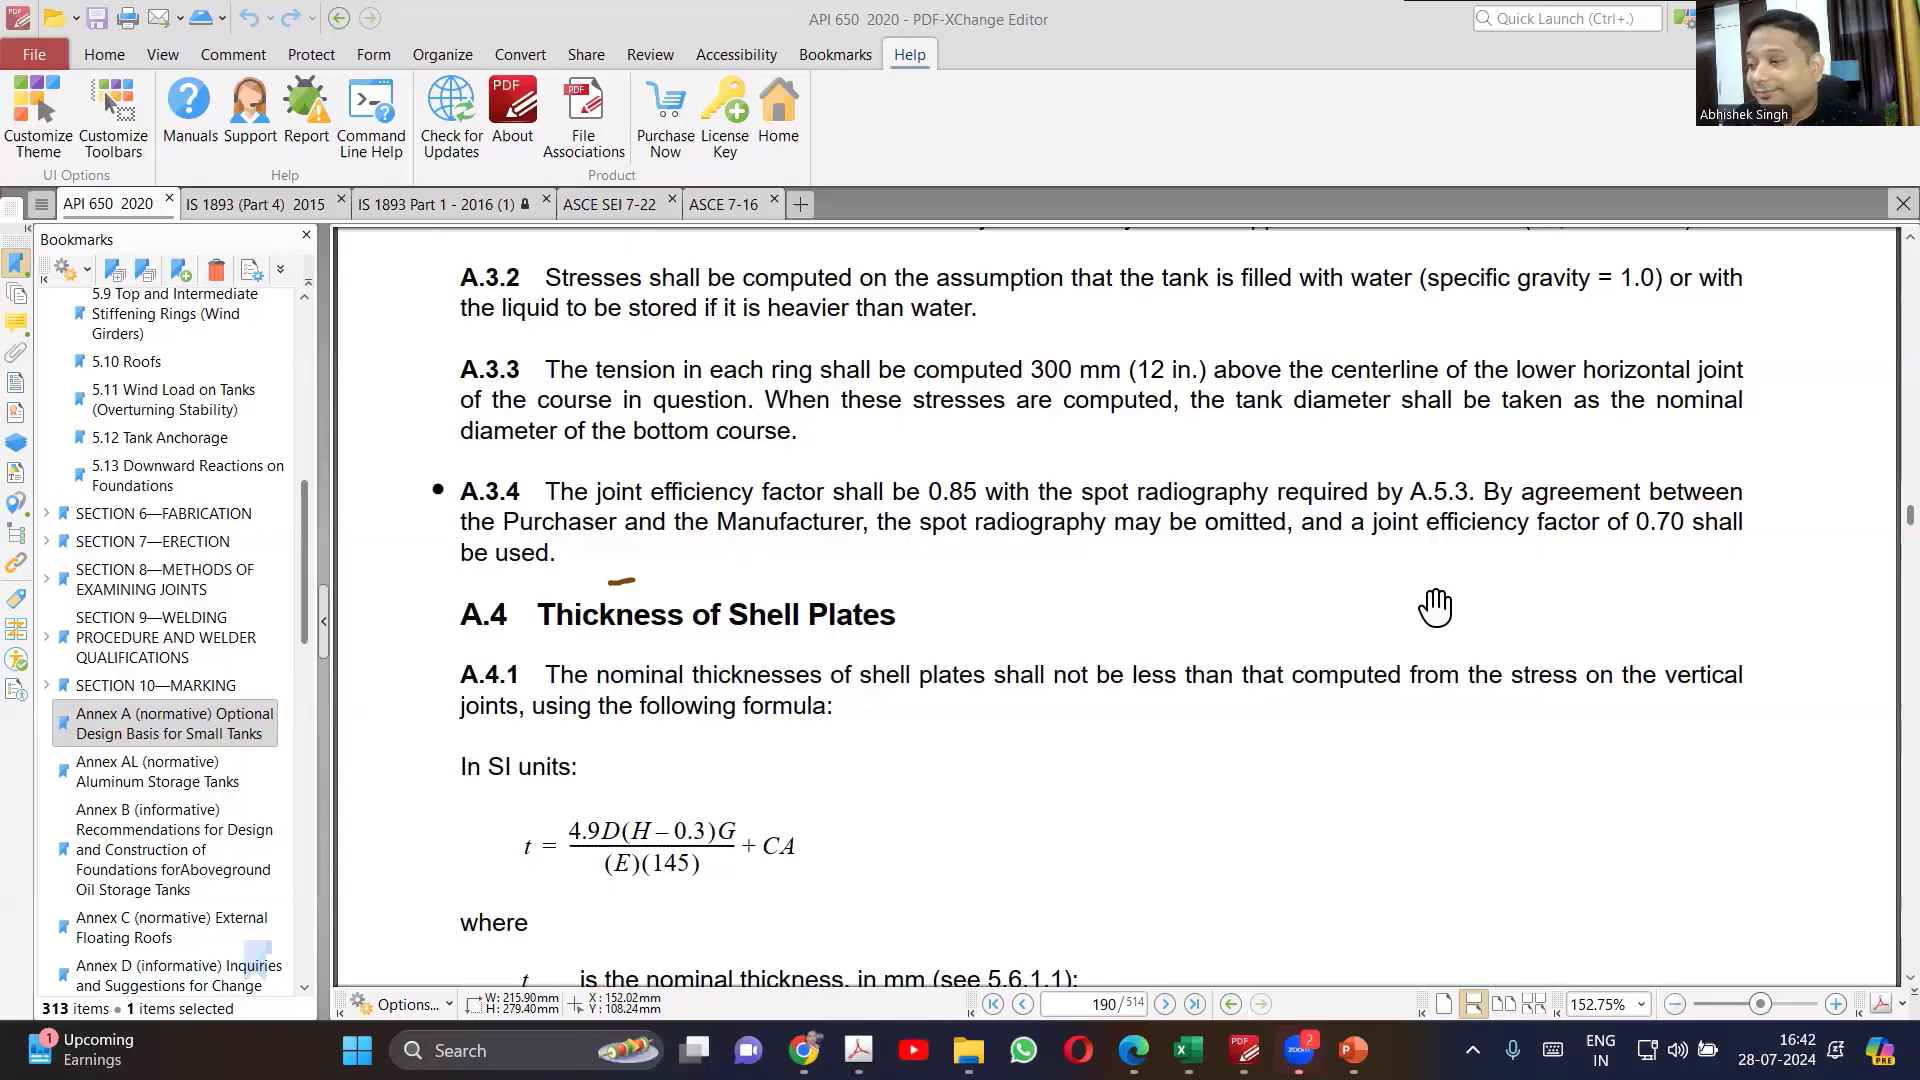 API 650 2020 - PDF-XChange Editor
Quick Launch (Ctrl+.)
File Home View Comment Protect Form Organize Convert Share Review Accessibility Bookmarks Help
Abhishek Singh
Customize Theme
Customize Toolbars
Manuals
Support
Report
Command Line Help
Check for Updates
About
File Associations
Purchase Now
License Key
Home
UI Options
Help
Product
API 650 2020
IS 1893 (Part 4) 2015
IS 1893 Part 1 - 2016 (1)
ASCE SEI 7-22
ASCE 7-16
Bookmarks
5.9 Top and Intermediate
Stiffening Rings (Wind
Girders)
5.10 Roofs
5.11 Wind Load on Tanks
(Overturning Stability)
5.12 Tank Anchorage
5.13 Downward Reactions on
Foundations
SECTION 6—FABRICATION
SECTION 7—ERECTION
SECTION 8—METHODS OF
EXAMINING JOINTS
SECTION 9—WELDING
PROCEDURE AND WELDER
QUALIFICATIONS
SECTION 10—MARKING
Annex A (normative) Optional
Design Basis for Small Tanks
Annex AL (normative)
Aluminum Storage Tanks
Annex B (informative)
Recommendations for Design
and Construction of
Foundations forAboveground
Oil Storage Tanks
Annex C (normative) External
Floating Roofs
Annex D (informative) Inquiries
and Suggestions for Change
313 items • 1 items selected
A.3.2 Stresses shall be computed on the assumption that the tank is filled with water (specific gravity = 1.0) or with
the liquid to be stored if it is heavier than water.
A.3.3 The tension in each ring shall be computed 300 mm (12 in.) above the centerline of the lower horizontal joint
of the course in question. When these stresses are computed, the tank diameter shall be taken as the nominal
diameter of the bottom course.
• A.3.4 The joint efficiency factor shall be 0.85 with the spot radiography required by A.5.3. By agreement between
the Purchaser and the Manufacturer, the spot radiography may be omitted, and a joint efficiency factor of 0.70 shall
be used.
A.4 Thickness of Shell Plates
A.4.1 The nominal thicknesses of shell plates shall not be less than that computed from the stress on the vertical
joints, using the following formula:
In SI units:
t = 4.9D(H – 0.3)G / (E)(145) + CA
where
t is the nominal thickness, in mm (see 5.6.1.1);
Options...
W: 215.90mm
H: 279.40mm
X: 152.02mm
Y: 108.24mm
190 / 514
152.75%
1
Upcoming
Earnings
Search
PDF
zoom
2
ENG
IN
16:42
28-07-2024
PRE